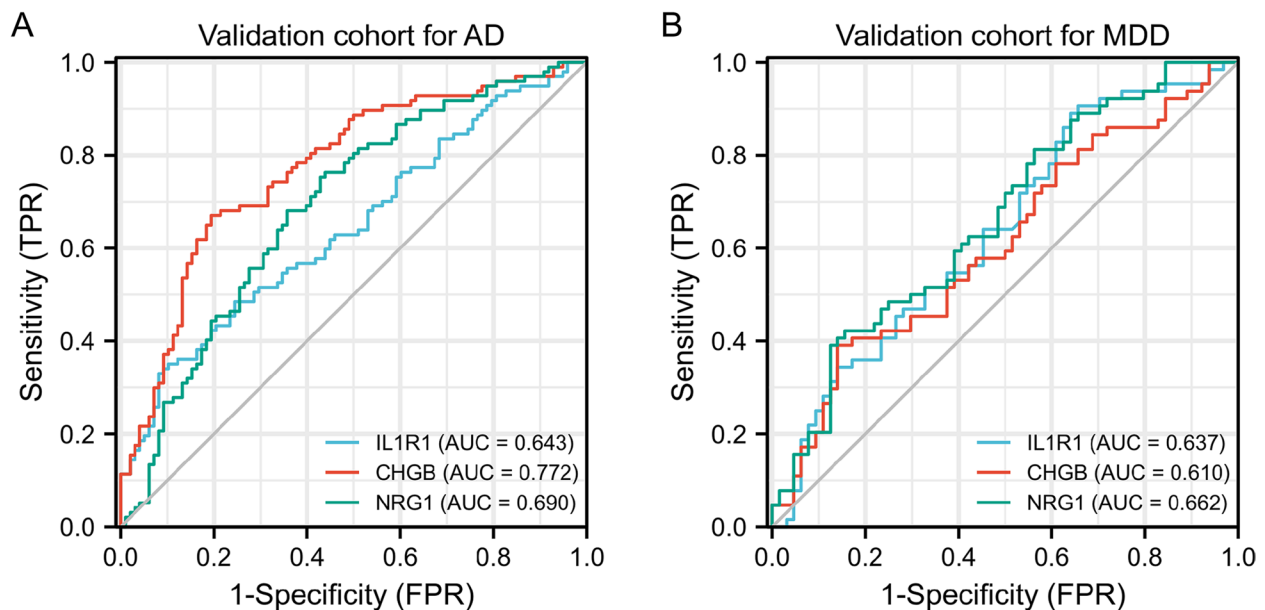 A
Validation cohort for AD
Sensitivity (TPR)
1.0
0.8
0.6
0.4
0.2
0.0
IL1R1 (AUC = 0.643)
CHGB (AUC = 0.772)
NRG1 (AUC = 0.690)
0.0 0.2 0.4 0.6 0.8 1.0
1-Specificity (FPR)
B
Validation cohort for MDD
Sensitivity (TPR)
1.0
0.8
0.6
0.4
0.2
0.0
IL1R1 (AUC = 0.637)
CHGB (AUC = 0.610)
NRG1 (AUC = 0.662)
0.0 0.2 0.4 0.6 0.8 1.0
1-Specificity (FPR)